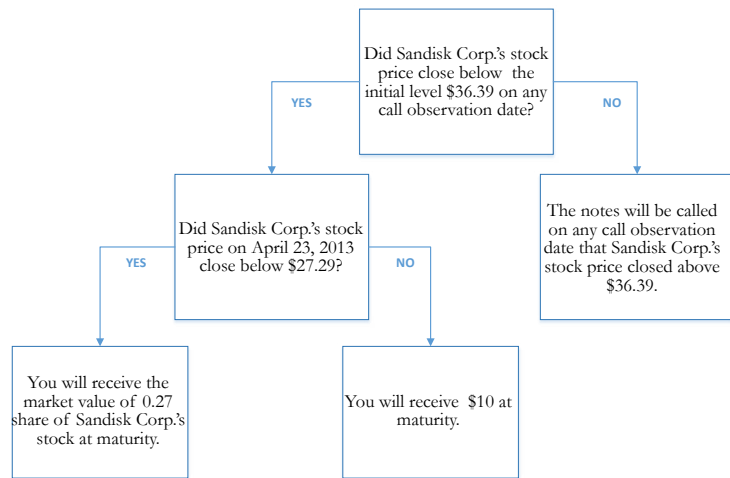 Did Sandisk Corp.'s stock
price close below the
initial level $36.39 on any
call observation date?
YES
NO
Did Sandisk Corp.'s stock
price on April 23, 2013
close below $27.29?
The notes will be called
on any call observation
date that Sandisk Corp.'s
stock price closed above
$36.39.
YES
NO
You will receive the
market value of 0.27
share of Sandisk Corp.'s
stock at maturity.
You will receive $10 at
maturity.